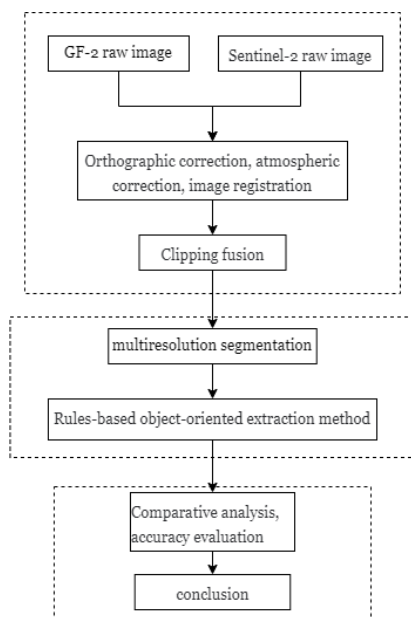 GF-2 raw image
Sentinel-2 raw image
Orthographic correction, atmospheric
correction, image registration
Clipping fusion
multiresolution segmentation
Rules-based object-oriented extraction method
Comparative analysis,
accuracy evaluation
conclusion